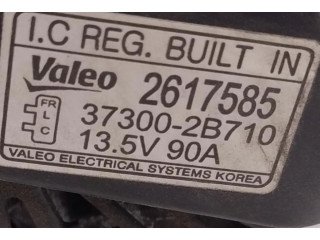 I.C REG. BUILT IN
Valeo 2617585
FR
L
C
37300-2B710
13.5V 90A
VALEO ELECTRICAL SYSTEMS KOREA